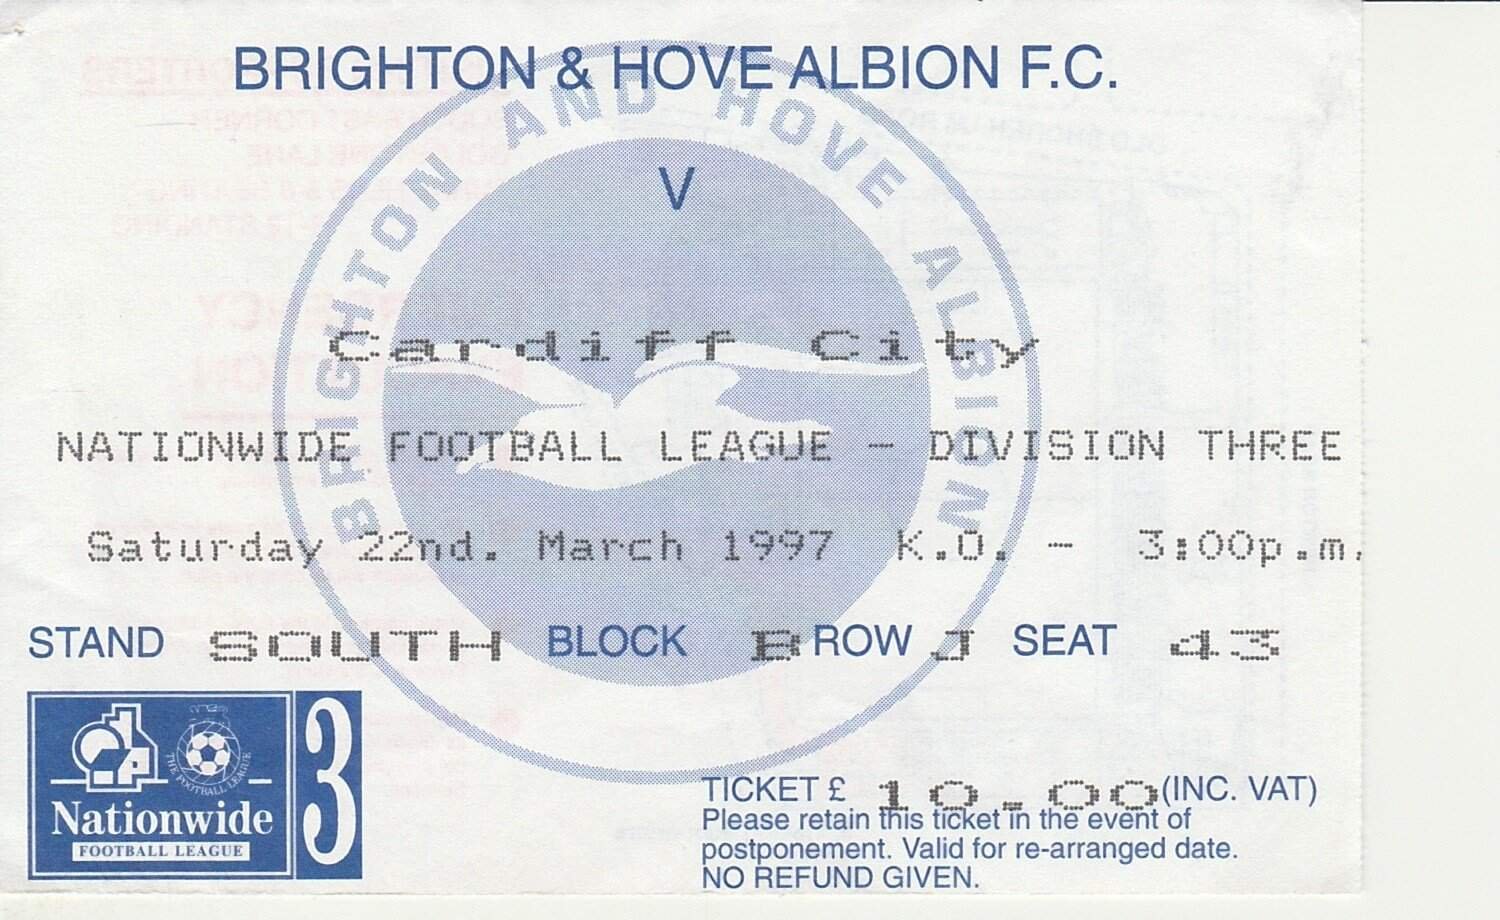 BRIGHTON & HOVE ALBION F.C.
BRIGHTON AND HOVE ALBION
V
Cardiff City
NATIONWIDE FOOTBALL LEAGUE - DIVISION THREE
Saturday 22nd. March 1997 K.O. - 3:00p.m.
STAND SOUTH BLOCK B ROW J SEAT 43
THE FOOTBALL LEAGUE
Nationwide
FOOTBALL LEAGUE
3
TICKET £ 10.00 (INC. VAT)
Please retain this ticket in the event of
postponement. Valid for re-arranged date.
NO REFUND GIVEN.